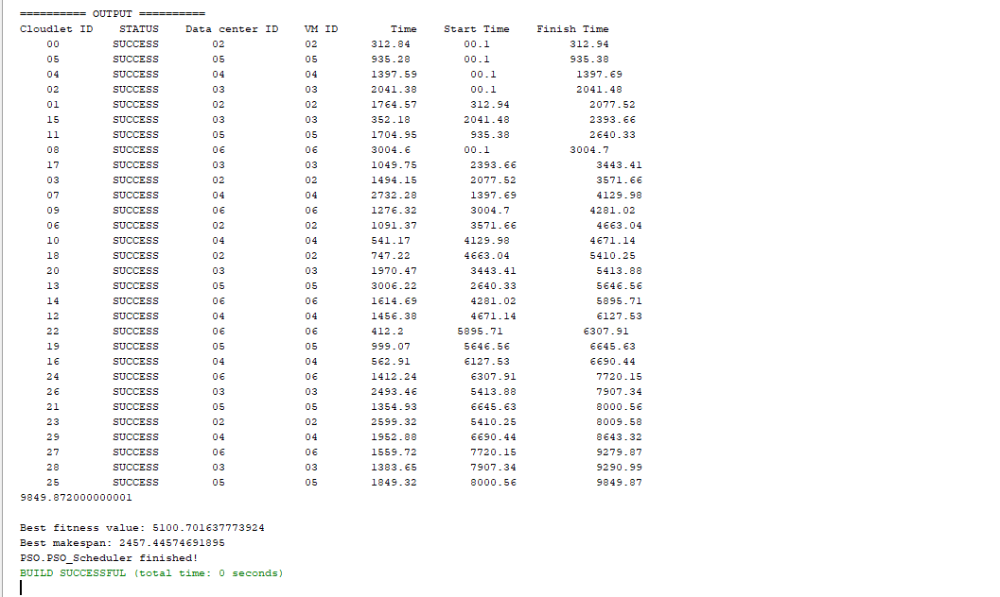 ========== OUTPUT ==========
Cloudlet ID    STATUS    Data center ID    VM ID        Time    Start Time    Finish Time
00        SUCCESS        02            02        312.84        00.1            312.94
05        SUCCESS        05            05        935.28        00.1            935.38
04        SUCCESS        04            04        1397.59        00.1            1397.69
02        SUCCESS        03            03        2041.38        00.1            2041.48
01        SUCCESS        02            02        1764.57        312.94            2077.52
15        SUCCESS        03            03        352.18        2041.48            2393.66
11        SUCCESS        05            05        1704.95        935.38            2640.33
08        SUCCESS        06            06        3004.6        00.1            3004.7
17        SUCCESS        03            03        1049.75        2393.66            3443.41
03        SUCCESS        02            02        1494.15        2077.52            3571.66
07        SUCCESS        04            04        2732.28        1397.69            4129.98
09        SUCCESS        06            06        1276.32        3004.7            4281.02
06        SUCCESS        02            02        1091.37        3571.66            4663.04
10        SUCCESS        04            04        541.17        4129.98            4671.14
18        SUCCESS        02            02        747.22        4663.04            5410.25
20        SUCCESS        03            03        1970.47        3443.41            5413.88
13        SUCCESS        05            05        3006.22        2640.33            5646.56
14        SUCCESS        06            06        1614.69        4281.02            5895.71
12        SUCCESS        04            04        1456.38        4671.14            6127.53
22        SUCCESS        06            06        412.2        5895.71            6307.91
19        SUCCESS        05            05        999.07        5646.56            6645.63
16        SUCCESS        04            04        562.91        6127.53            6690.44
24        SUCCESS        06            06        1412.24        6307.91            7720.15
26        SUCCESS        03            03        2493.46        5413.88            7907.34
21        SUCCESS        05            05        1354.93        6645.63            8000.56
23        SUCCESS        02            02        2599.32        5410.25            8009.58
29        SUCCESS        04            04        1952.88        6690.44            8643.32
27        SUCCESS        06            06        1559.72        7720.15            9279.87
28        SUCCESS        03            03        1383.65        7907.34            9290.99
25        SUCCESS        05            05        1849.32        8000.56            9849.87
9849.872000000001
Best fitness value: 5100.701637773924
Best makespan: 2457.44574691895
PSO.PSO_Scheduler finished!
BUILD SUCCESSFUL (total time: 0 seconds)